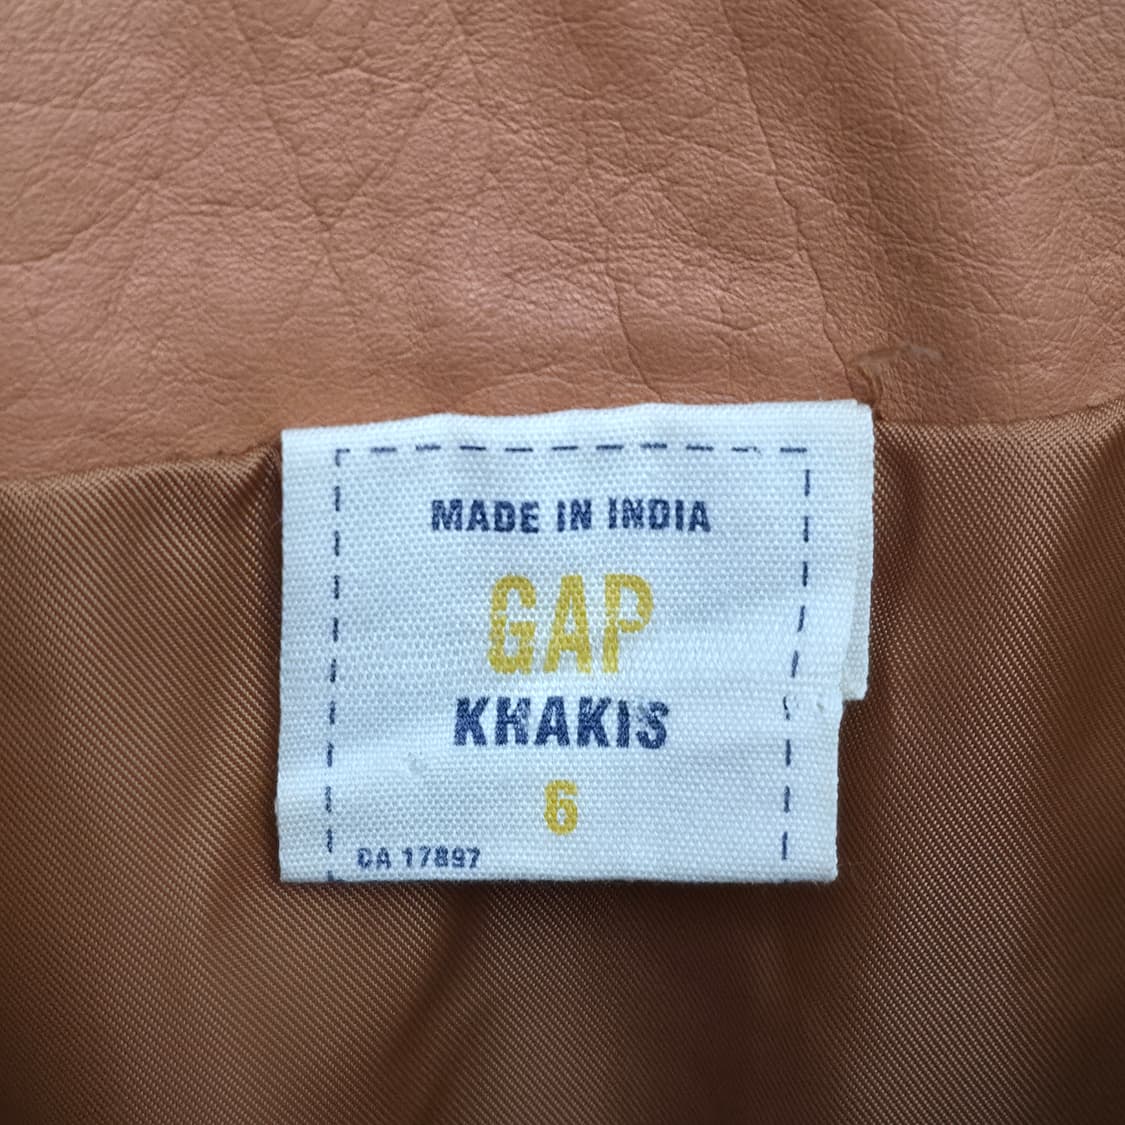 MADE IN INDIA
GAP
KHAKIS
6
CA 17897